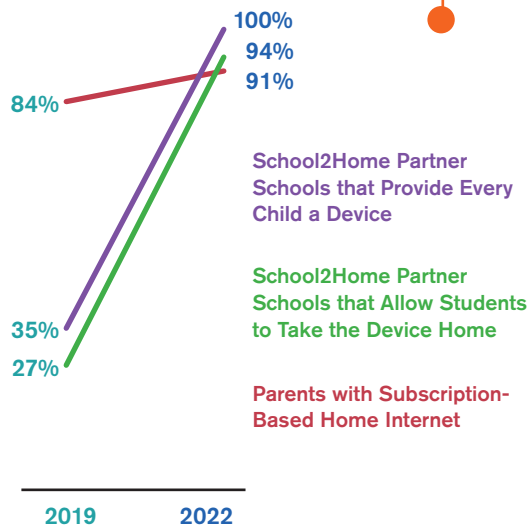 100%
94%
91%
84%
School2Home Partner
Schools that Provide Every
Child a Device
School2Home Partner
Schools that Allow Students
to Take the Device Home
35%
27%
Parents with Subscription-
Based Home Internet
2019
2022